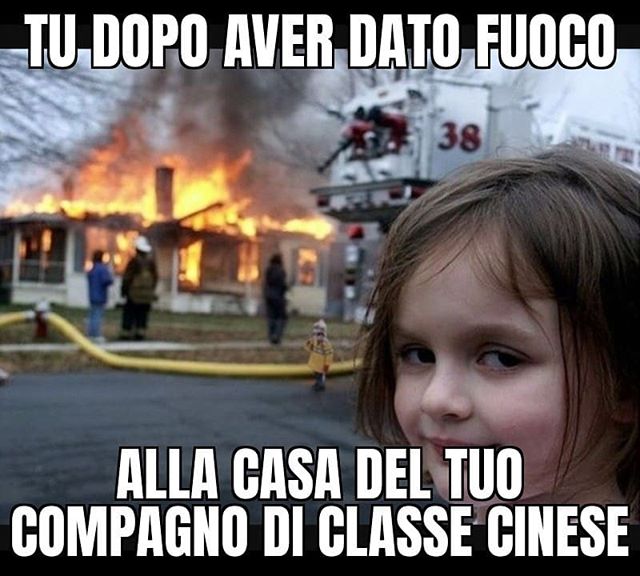 TU DOPO AVER DATO FUOCO
38
ALLA CASA DEL TUO
COMPAGNO DI CLASSE CINESE